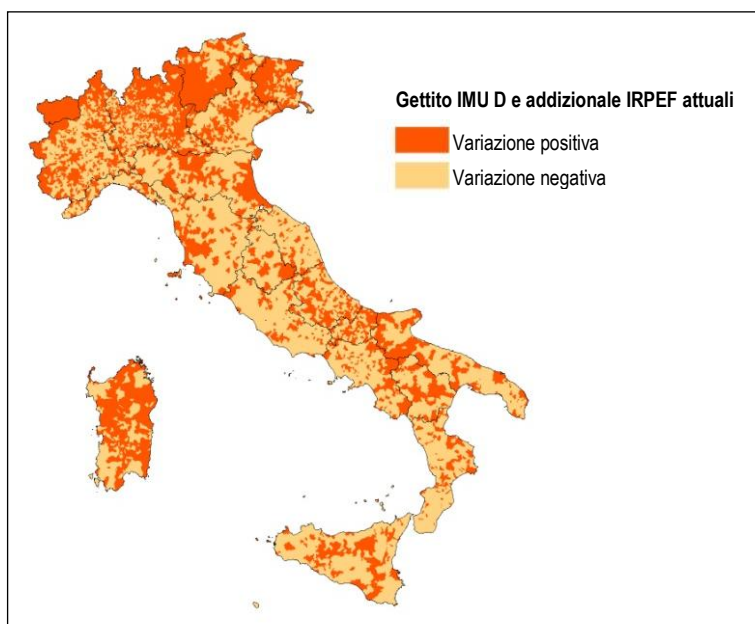 Gettito IMU D e addizionale IRPEF attuali
Variazione positiva
Variazione negativa